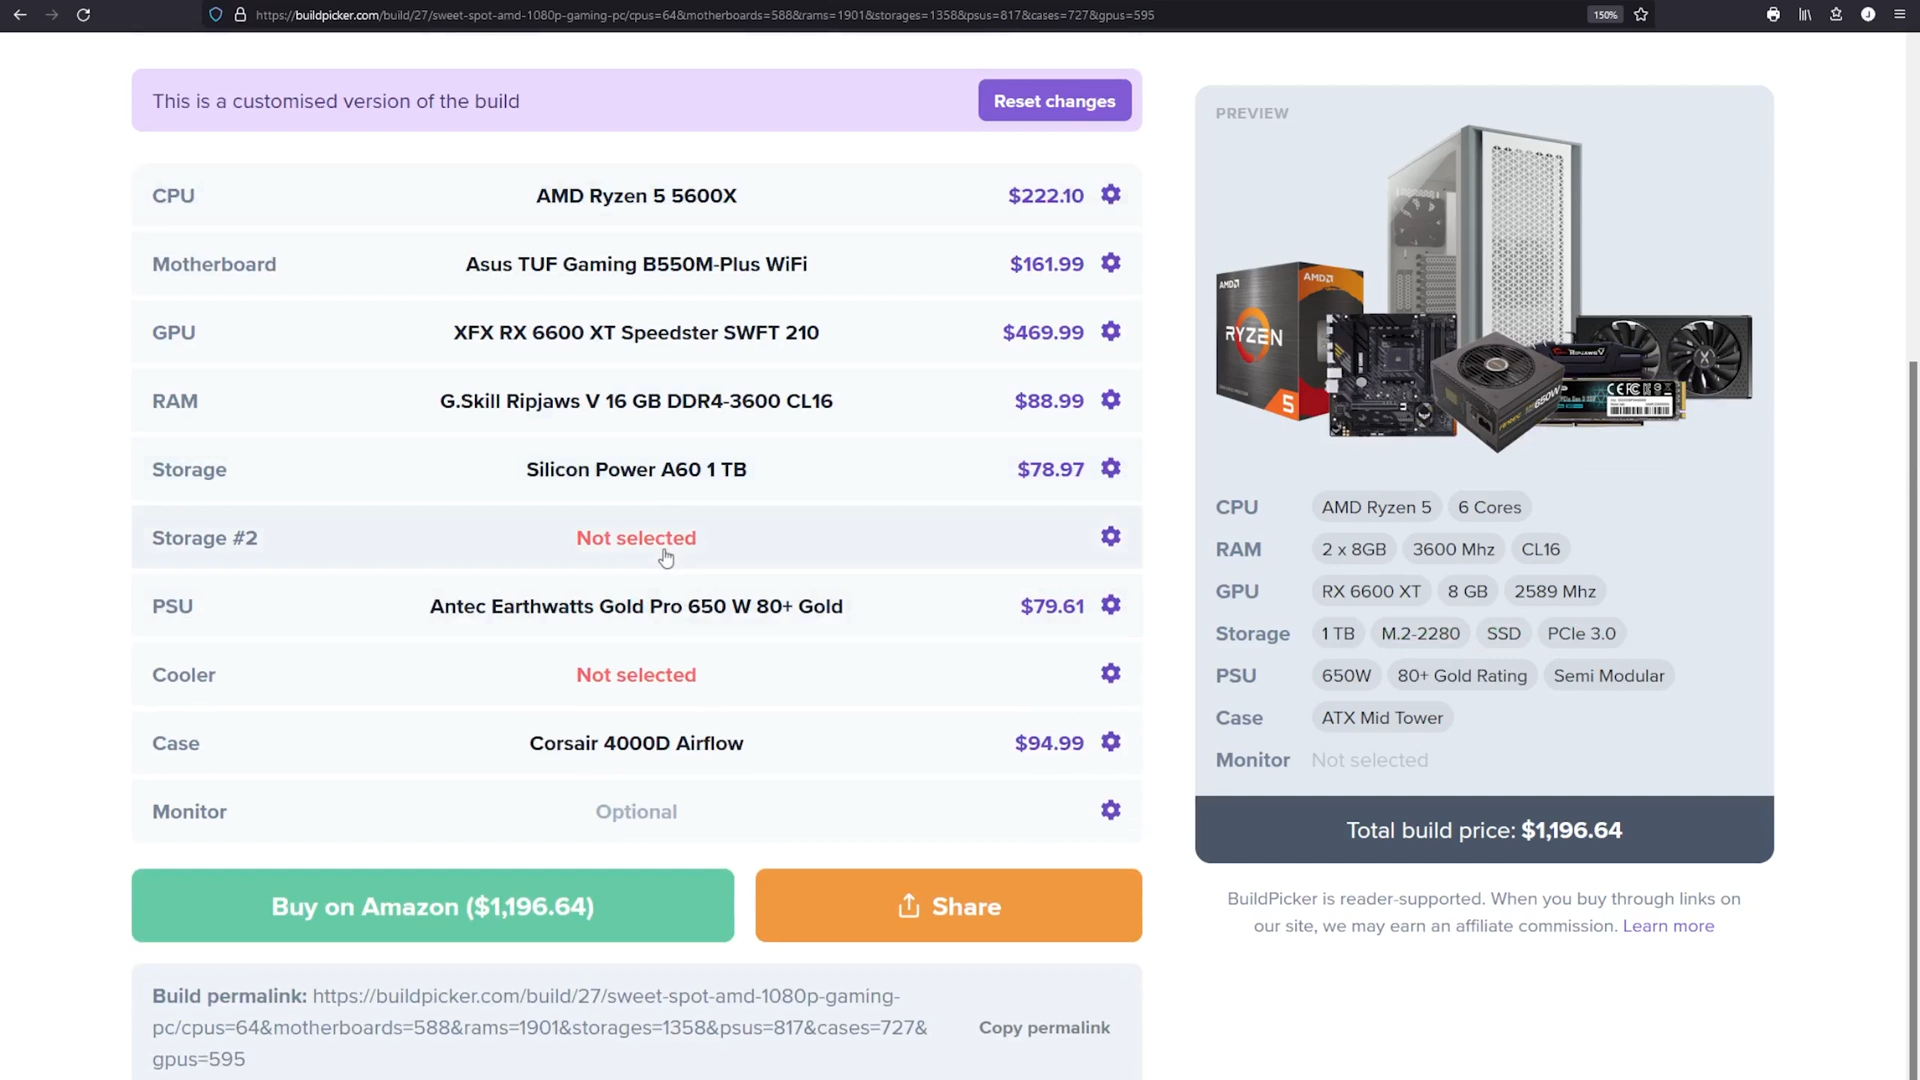 https://buildpicker.com/build/27/sweet-spot-amd-1080p-gaming-pc/cpus=64&motherboards=588&rams=1901&storages=1358&psus=817&cases=727&gpus=595
150%
J
This is a customised version of the build
Reset changes
CPU AMD Ryzen 5 5600X $222.10
Motherboard Asus TUF Gaming B550M-Plus WiFi $161.99
GPU XFX RX 6600 XT Speedster SWFT 210 $469.99
RAM G.Skill Ripjaws V 16 GB DDR4-3600 CL16 $88.99
Storage Silicon Power A60 1 TB $78.97
Storage #2 Not selected
PSU Antec Earthwatts Gold Pro 650 W 80+ Gold $79.61
Cooler Not selected
Case Corsair 4000D Airflow $94.99
Monitor Optional
Buy on Amazon ($1,196.64)
Share
Build permalink: https://buildpicker.com/build/27/sweet-spot-amd-1080p-gaming-
pc/cpus=64&motherboards=588&rams=1901&storages=1358&psus=817&cases=727&
gpus=595
Copy permalink
PREVIEW
AMD AMD
RYZEN
5
650W
CPU AMD Ryzen 5 6 Cores
RAM 2 x 8GB 3600 Mhz CL16
GPU RX 6600 XT 8 GB 2589 Mhz
Storage 1 TB M.2-2280 SSD PCIe 3.0
PSU 650W 80+ Gold Rating Semi Modular
Case ATX Mid Tower
Monitor Not selected
Total build price: $1,196.64
BuildPicker is reader-supported. When you buy through links on
our site, we may earn an affiliate commission. Learn more